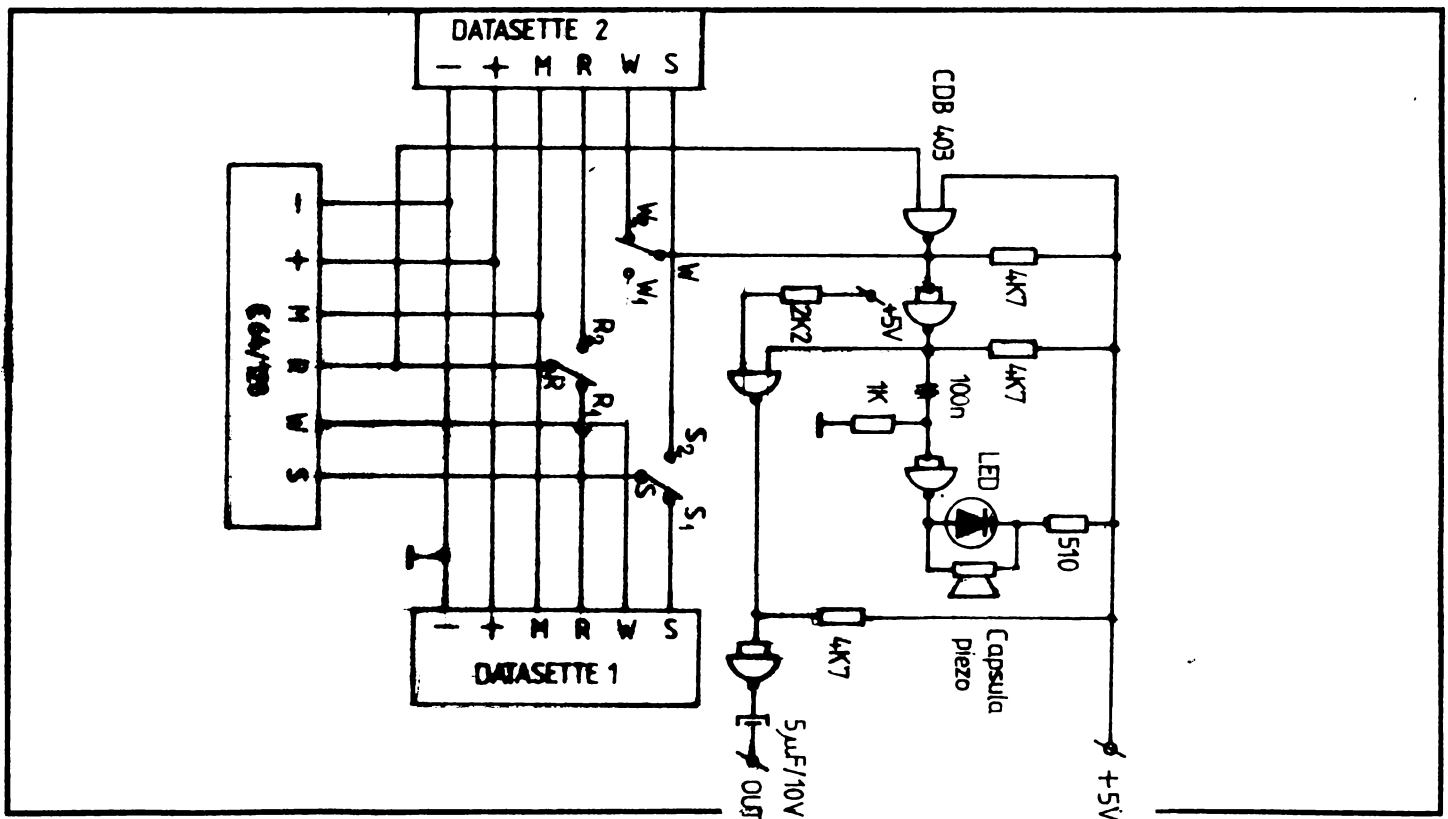 DATASETTE 2
— + M R W S
CDB 403
—
+
M
R
W
S
C64/128
W2
W
W1
R2
R
R1
S2
S
S1
4K7
2K2
+5V
4K7
1K
100n
LED
510
Capsula
piezo
4K7
— + M R W S
DATASETTE 1
5µF/10V
OUT
+5V